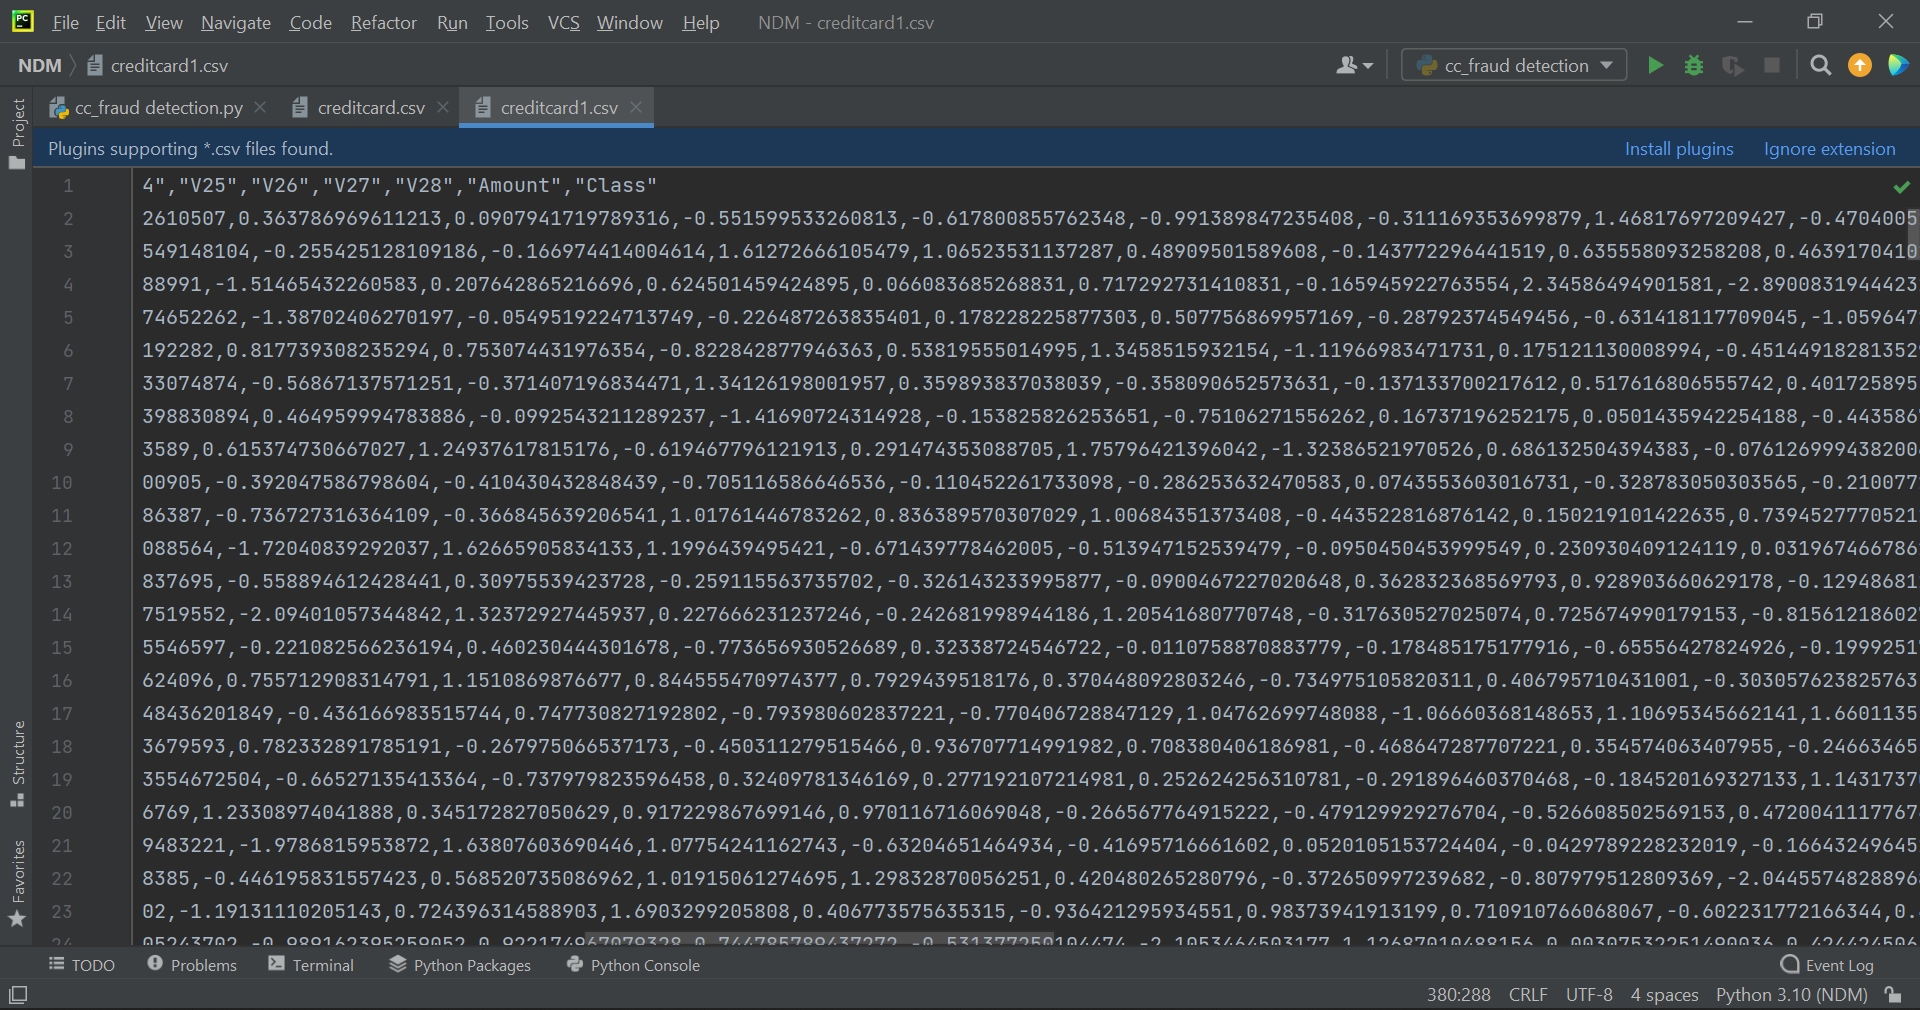 File Edit View Navigate Code Refactor Run Tools VCS Window Help NDM - creditcard1.csv
NDM creditcard1.csv cc_fraud detection
cc_fraud detection.py creditcard.csv creditcard1.csv
Project
Plugins supporting *.csv files found. Install plugins Ignore extension
1 4","V25","V26","V27","V28","Amount","Class"
2 2610507,0.363786969611213,0.0907941719789316,-0.551599533260813,-0.617800855762348,-0.991389847235408,-0.311169353699879,1.46817697209427,-0.4704005
3 549148104,-0.255425128109186,-0.166974414004614,1.61272666105479,1.06523531137287,0.48909501589608,-0.143772296441519,0.635558093258208,0.4639170410
4 88991,-1.51465432260583,0.207642865216696,0.624501459424895,0.066083685268831,0.717292731410831,-0.165945922763554,2.34586494901581,-2.8900831944423
5 74652262,-1.38702406270197,-0.0549519224713749,-0.226487263835401,0.178228225877303,0.507756869957169,-0.28792374549456,-0.631418117709045,-1.059647
6 192282,0.817739308235294,0.753074431976354,-0.822842877946363,0.53819555014995,1.3458515932154,-1.11966983471731,0.175121130008994,-0.451449182813529
7 33074874,-0.56867137571251,-0.371407196834471,1.34126198001957,0.359893837038039,-0.358090652573631,-0.137133700217612,0.517616806555742,0.401725895
8 398830894,0.464959994783886,-0.0992543211289237,-1.41690724314928,-0.153825826253651,-0.75106271556262,0.16737196252175,0.0501435942254188,-0.443586
9 3589,0.615374730667027,1.24937617815176,-0.619467796121913,0.291474353088705,1.75796421396042,-1.32386521970526,0.686132504394383,-0.076126999438200
10 00905,-0.392047586798604,-0.410430432848439,-0.705116586646536,-0.110452261733098,-0.286253632470583,0.0743553603016731,-0.328783050303565,-0.210077
11 86387,-0.736727316364109,-0.366845639206541,1.01761446783262,0.836389570307029,1.00684351373408,-0.443522816876142,0.150219101422635,0.7394527770521
12 088564,-1.72040839292037,1.62665905834133,1.1996439495421,-0.671439778462005,-0.513947152539479,-0.0950450453999549,0.230930409124119,0.031967466786
13 837695,-0.558894612428441,0.30975539423728,-0.259115563735702,-0.326143233995877,-0.0900467227020648,0.362832368569793,0.928903660629178,-0.12948681
14 7519552,-2.09401057344842,1.32372927445937,0.227666231237246,-0.242681998944186,1.20541680770748,-0.317630527025074,0.725674990179153,-0.81561218602
15 5546597,-0.221082566236194,0.460230444301678,-0.773656930526689,0.32338724546722,-0.0110758870883779,-0.178485175177916,-0.65556427824926,-0.1999251
16 624096,0.755712908314791,1.1510869876677,0.844555470974377,0.7929439518176,0.370448092803246,-0.734975105820311,0.406795710431001,-0.303057623825763
17 48436201849,-0.436166983515744,0.747730827192802,-0.793980602837221,-0.770406728847129,1.04762699748088,-1.06660368148653,1.10695345662141,1.6601135
18 3679593,0.782332891785191,-0.267975066537173,-0.450311279515466,0.936707714991982,0.708380406186981,-0.468647287707221,0.354574063407955,-0.24663465
19 3554672504,-0.66527135413364,-0.737979823596458,0.32409781346169,0.277192107214981,0.252624256310781,-0.291896460370468,-0.184520169327133,1.1431737
20 6769,1.23308974041888,0.345172827050629,0.917229867699146,0.970116716069048,-0.266567764915222,-0.479129929276704,-0.526608502569153,0.4720041117767
21 9483221,-1.9786815953872,1.63807603690446,1.07754241162743,-0.63204651464934,-0.41695716661602,0.0520105153724404,-0.0429789228232019,-0.16643249645
22 8385,-0.446195831557423,0.568520735086962,1.01915061274695,1.29832870056251,0.420480265280796,-0.372650997239682,-0.807979512809369,-2.0445574828896
23 02,-1.19131110205143,0.724396314588903,1.6903299205808,0.406773575635315,-0.936421295934551,0.98373941913199,0.710910766068067,-0.602231772166344,0.
Structure
Favorites
TODO Problems Terminal Python Packages Python Console Event Log
380:288 CRLF UTF-8 4 spaces Python 3.10 (NDM)